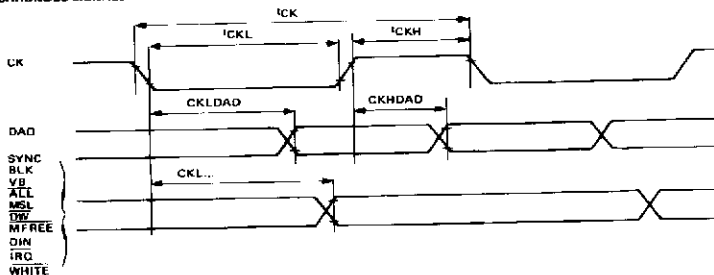 tCK
tCKL
tCKH
CK
CKLDAD
CKHDAD
DAD
SYNC
BLK
VB
ALL
MSL
DW
MFREE
DIN
IRQ
WHITE
CKL...